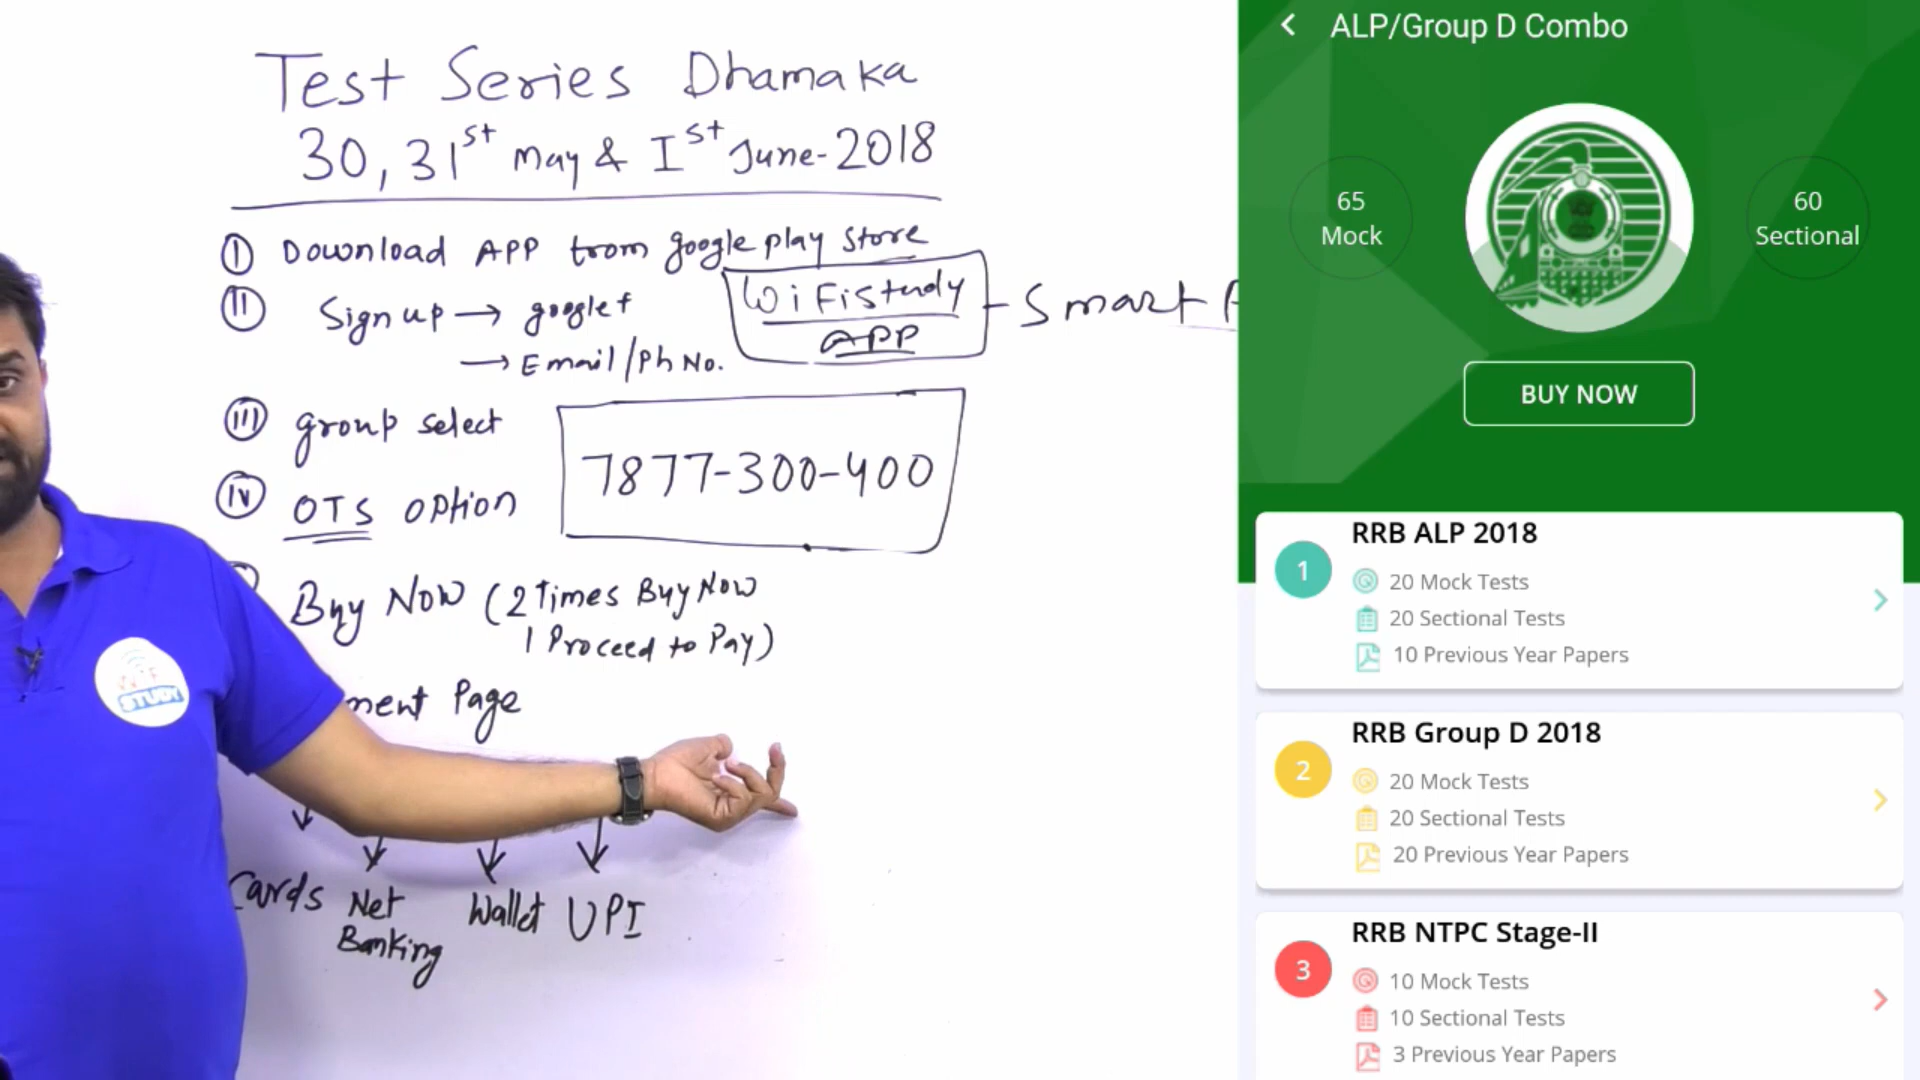 Test Series Dhamaka
30, 31st May & Ist June-2018
I Download APP from google play store
II Sign up → google+
→ Email/Ph No.
WiFistudy
APP
- Smart
III group select
7877-300-400
IV OTS option
Buy Now (2 Times Buy Now
1 Proceed to Pay)
ment Page
Cards Net Banking Wallet UPI
STUDY
ALP/Group D Combo
65
Mock
60
Sectional
BUY NOW
1
RRB ALP 2018
20 Mock Tests
20 Sectional Tests
10 Previous Year Papers
2
RRB Group D 2018
20 Mock Tests
20 Sectional Tests
20 Previous Year Papers
3
RRB NTPC Stage-II
10 Mock Tests
10 Sectional Tests
3 Previous Year Papers